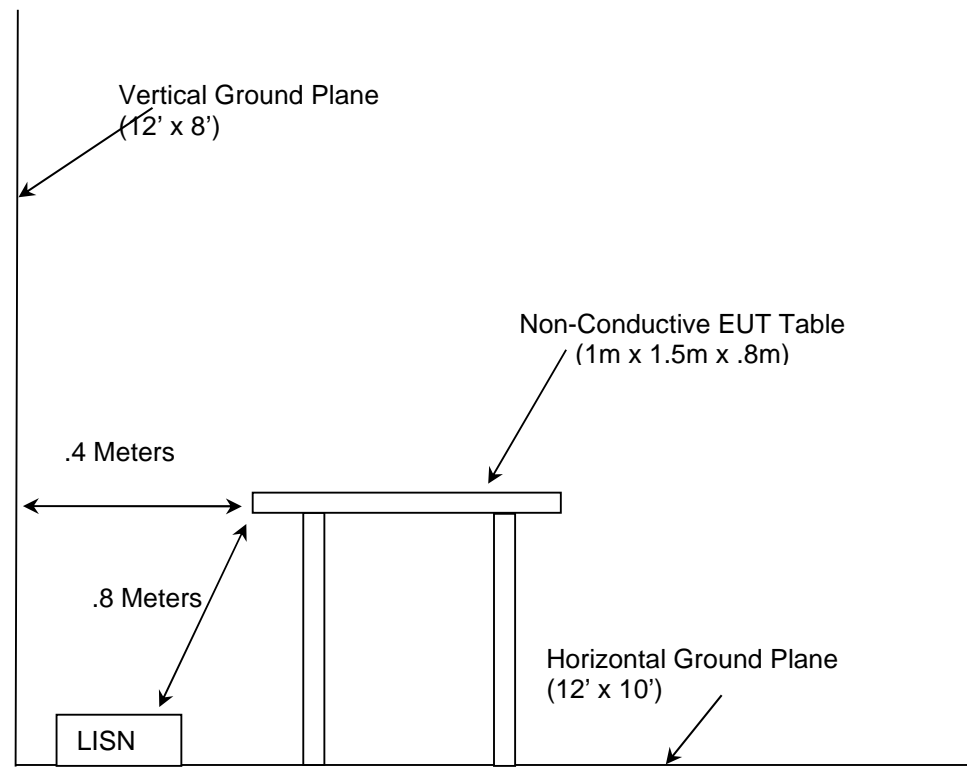 Vertical Ground Plane
(12’ x 8’)
Non-Conductive EUT Table
(1m x 1.5m x .8m)
.4 Meters
.8 Meters
Horizontal Ground Plane
(12’ x 10’)
LISN